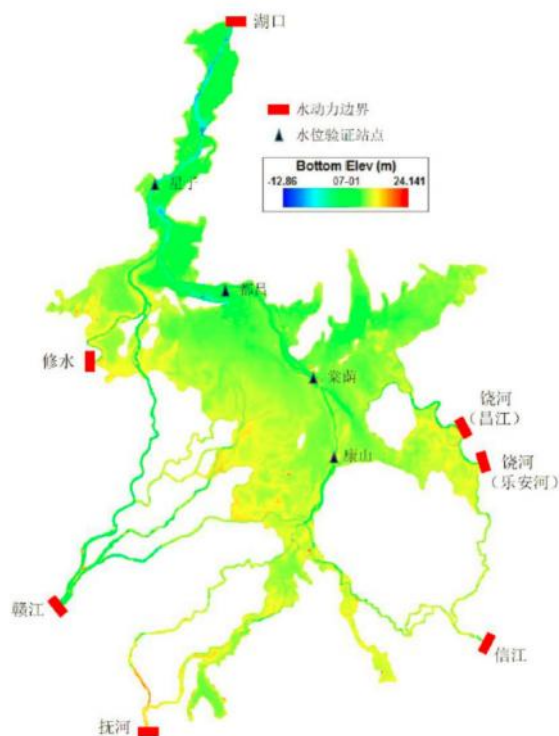 湖口
水动力边界
水位验证站点
Bottom Elev (m)
-12.86 07-01 24.141
星子
都昌
修水
棠荫
饶河
（昌江）
康山
饶河
（乐安河）
赣江
信江
抚河